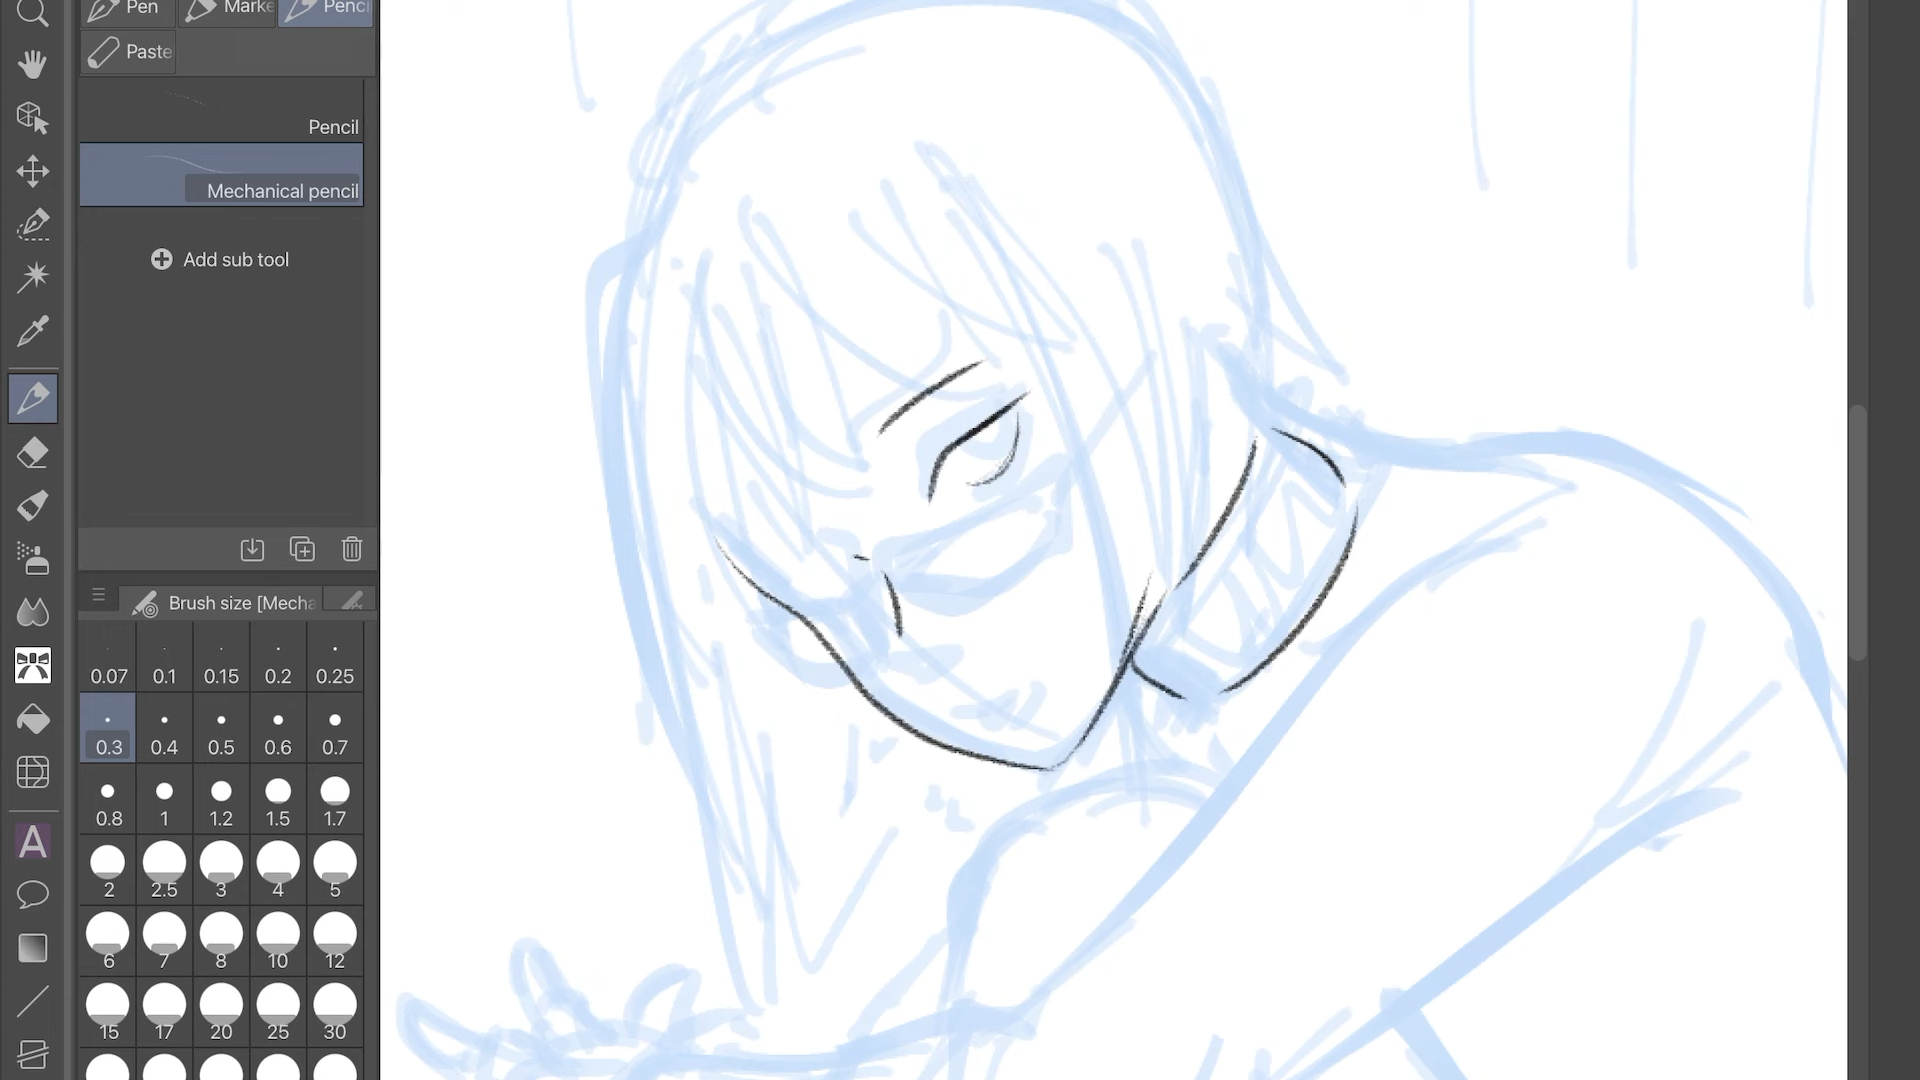 Pen Marke Penci
Paste
Pencil
Mechanical pencil
Add sub tool
Brush size [Mecha
0.07 0.1 0.15 0.2 0.25
0.3 0.4 0.5 0.6 0.7
0.8 1 1.2 1.5 1.7
2 2.5 3 4 5
6 7 8 10 12
A
15 17 20 25 30